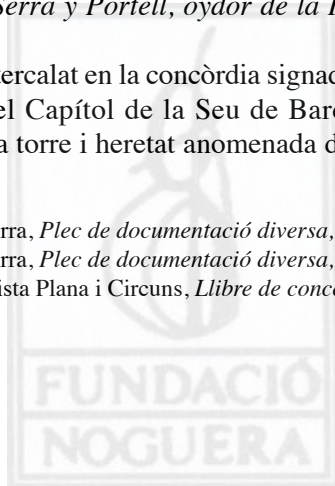 Serra y Portell, oydor de la
tercalat en la concòrdia signad
el Capítol de la Seu de Barc
a torre i heretat anomenada d
rra, Plec de documentació diversa,
rra, Plec de documentació diversa,
ista Plana i Circuns, Llibre de conc
FUNDACIÓ
NOGUERA